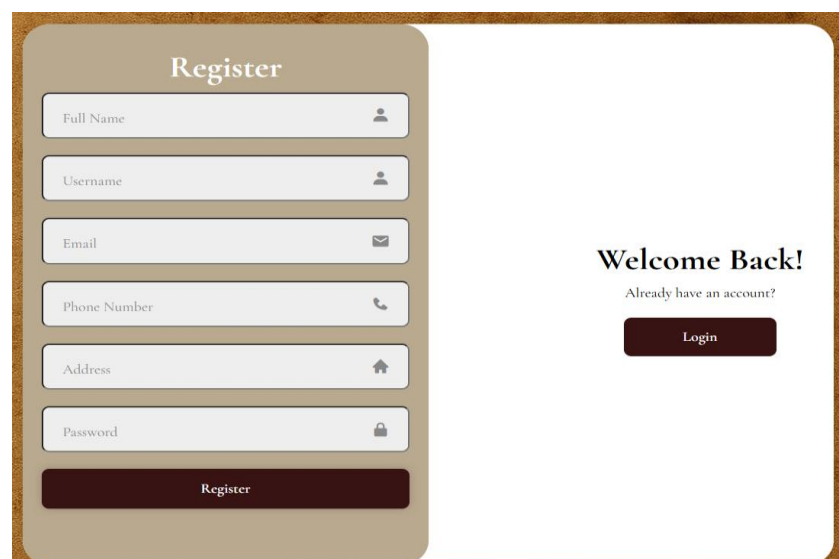 Register
Full Name
Username
Email
Phone Number
Address
Password
Register
Welcome Back!
Already have an account?
Login